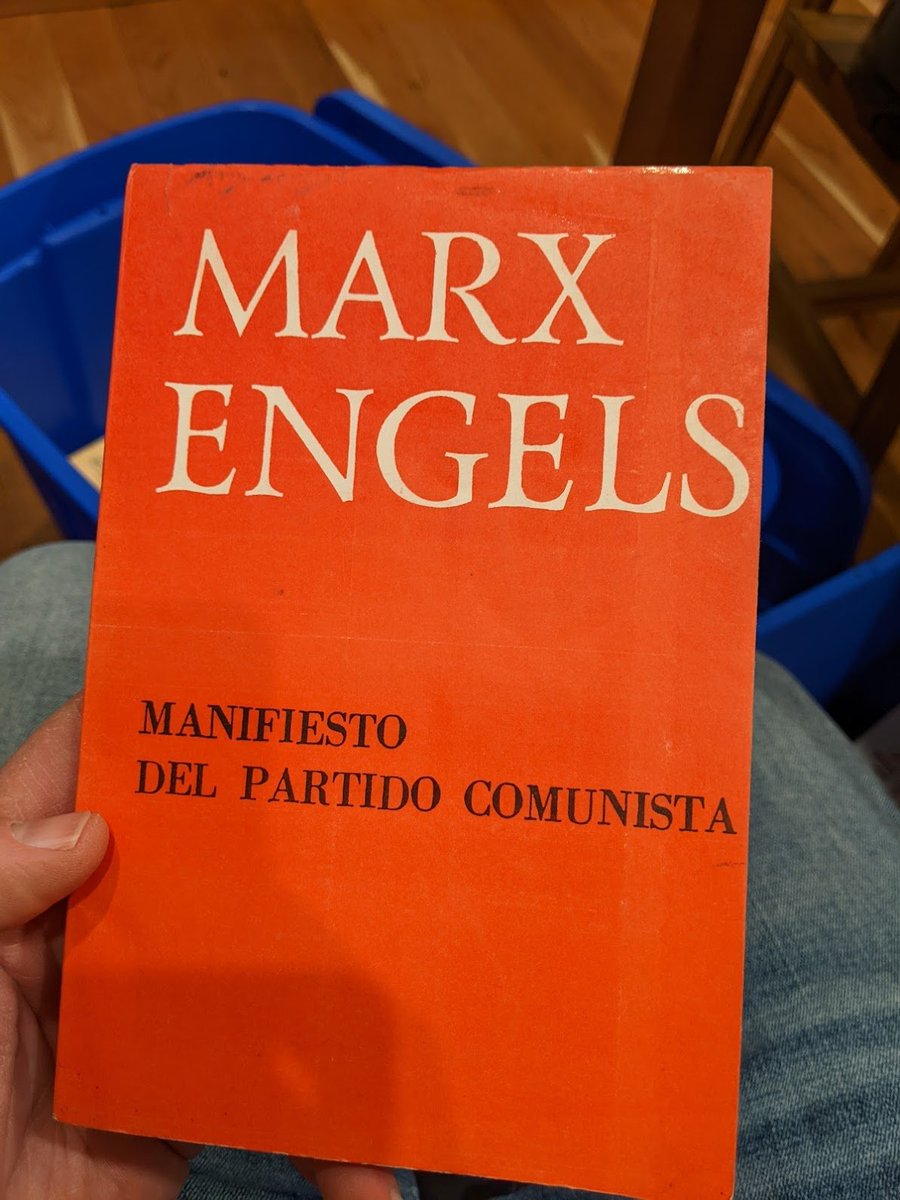 MARX
ENGELS
MANIFIESTO
DEL PARTIDO COMUNISTA